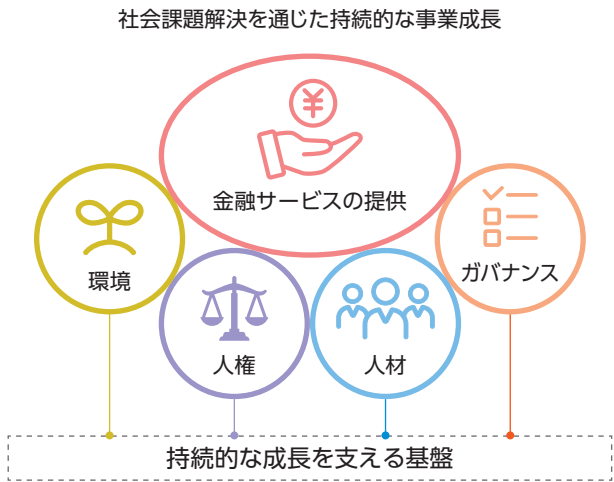 社会課題解決を通じた持続的な事業成長
¥
金融サービスの提供
環境
ガバナンス
人権
人材
持続的な成長を支える基盤